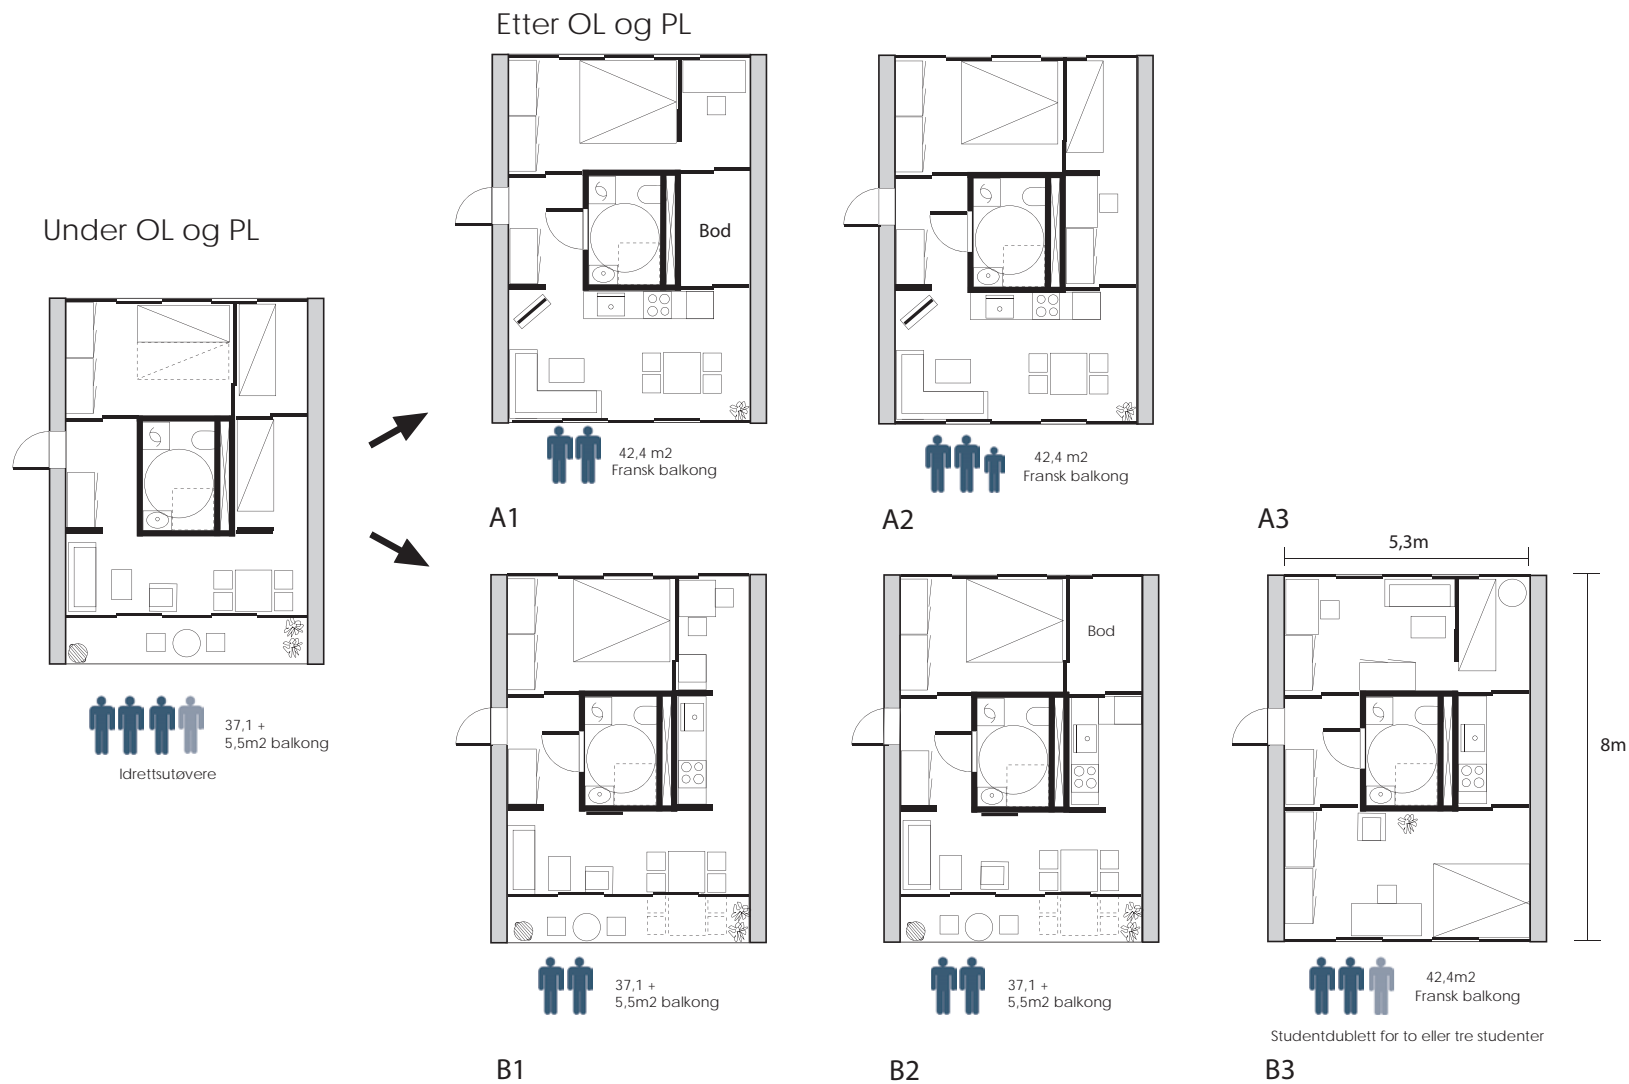 Etter OL og PL
Under OL og PL
Bod
42,4 m2
Fransk balkong
42,4 m2
Fransk balkong
A1
A2
A3
5,3m
Bod
8m
37,1 +
5,5m2 balkong
Idrettsutøvere
37,1 +
5,5m2 balkong
37,1 +
5,5m2 balkong
42,4m2
Fransk balkong
Studentdublett for to eller tre studenter
B1
B2
B3